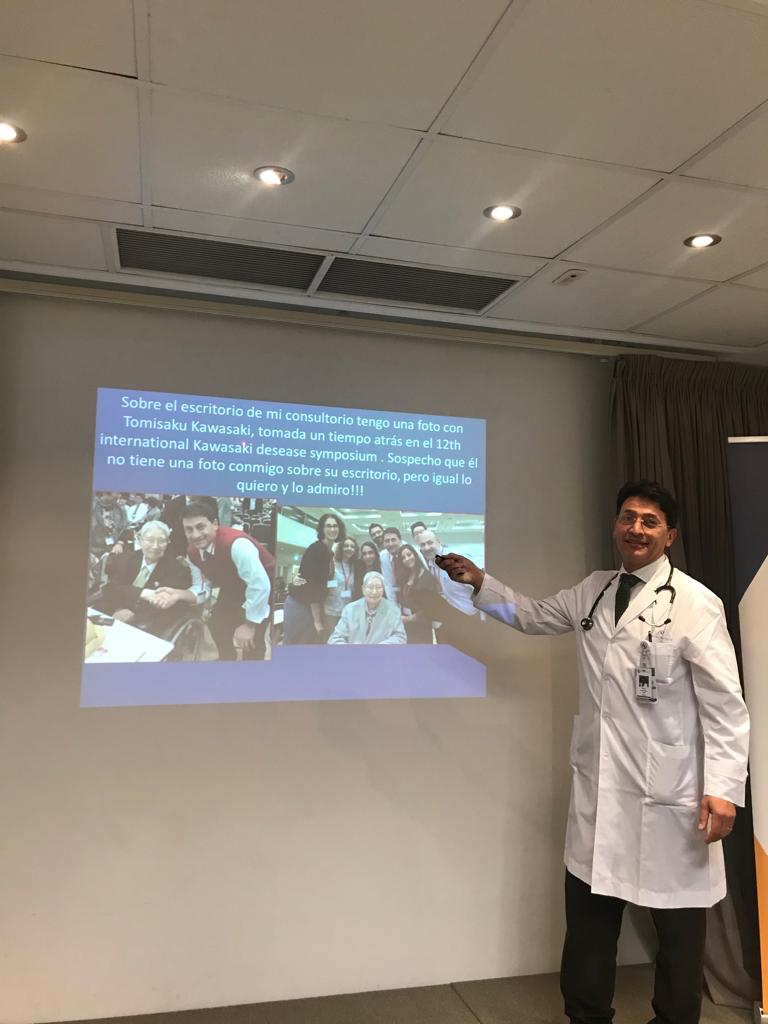 Sobre el escritorio de mi consultorio tengo una foto con
Tomisaku Kawasaki, tomada un tiempo atrás en el 12th
international Kawasaki desease symposium . Sospecho que él
no tiene una foto conmigo sobre su escritorio, pero igual lo
quiero y lo admiro!!!